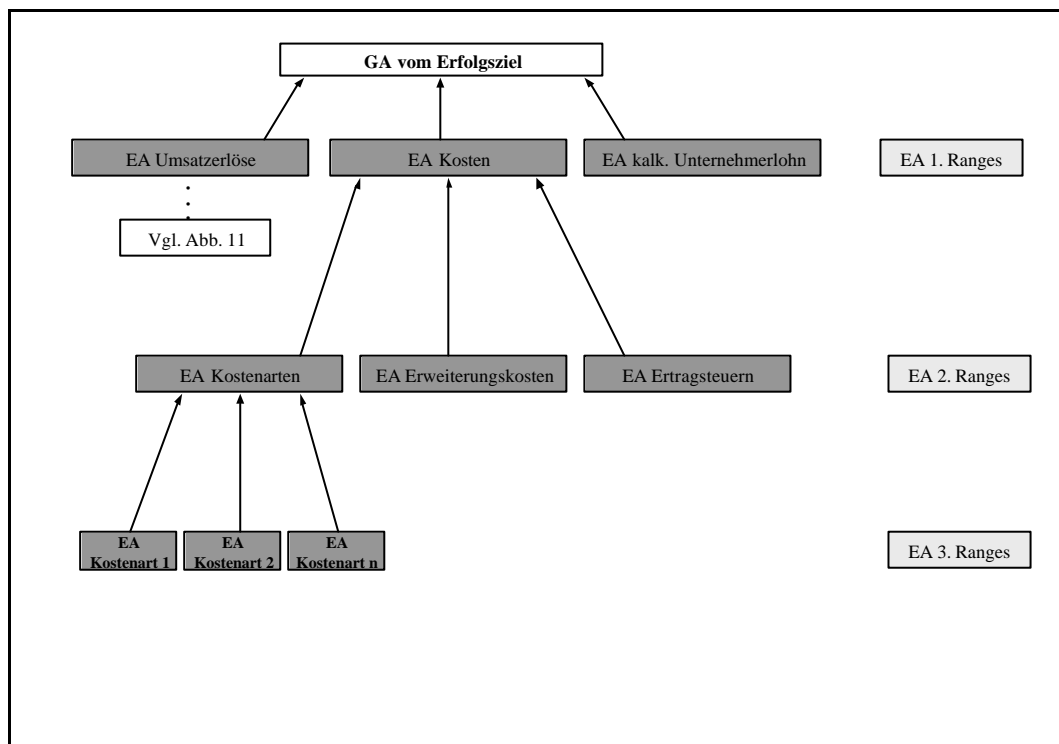 GA vom Erfolgsziel
EA Umsatzerlöse
EA Kosten
EA kalk. Unternehmerlohn
EA 1. Ranges
Vgl. Abb. 11
EA Kostenarten
EA Erweiterungskosten
EA Ertragsteuern
EA 2. Ranges
EA
Kostenart 1
EA
Kostenart 2
EA
Kostenart n
EA 3. Ranges